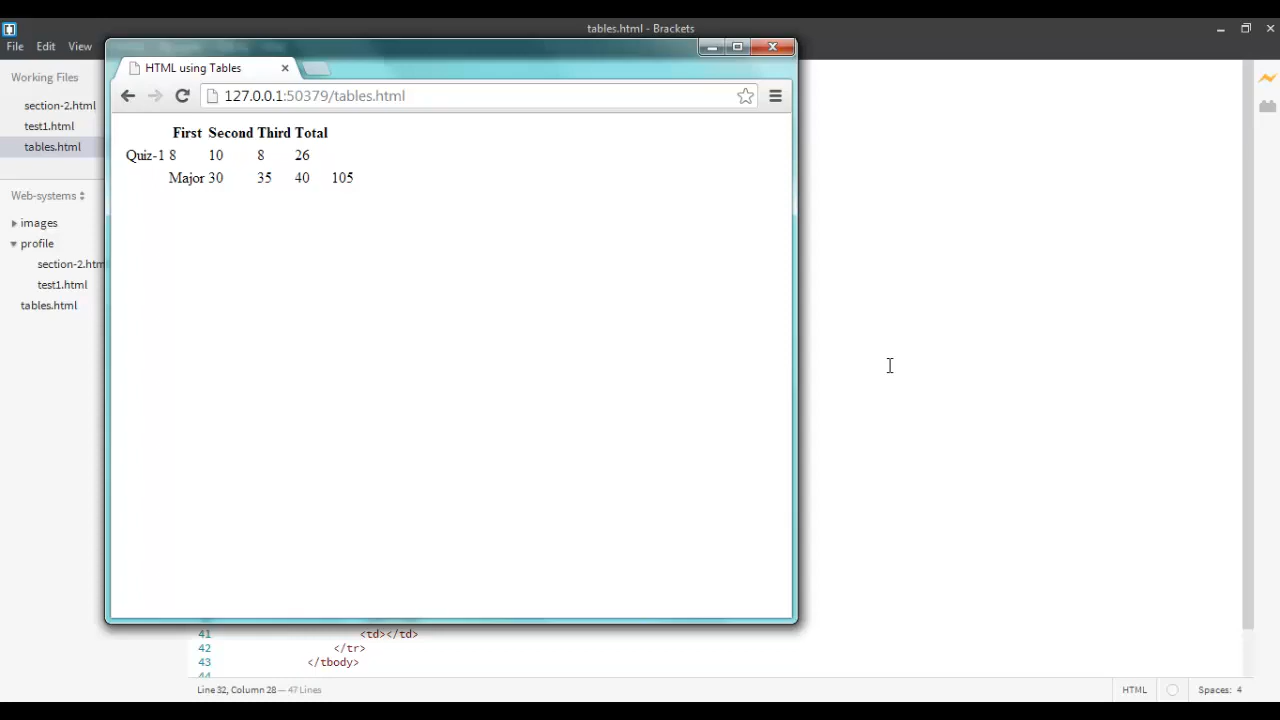 tables.html - Brackets
File Edit View
HTML using Tables
Working Files
127.0.0.1:50379/tables.html
section-2.html
test1.html
tables.html
First Second Third Total
Quiz-1 8 10 8 26
Major 30 35 40 105
Web-systems
images
profile
section-2.htm
test1.html
tables.html
41 <td></td>
42 </tr>
43 </tbody>
44
Line 32, Column 28 — 47 Lines
HTML
Spaces: 4